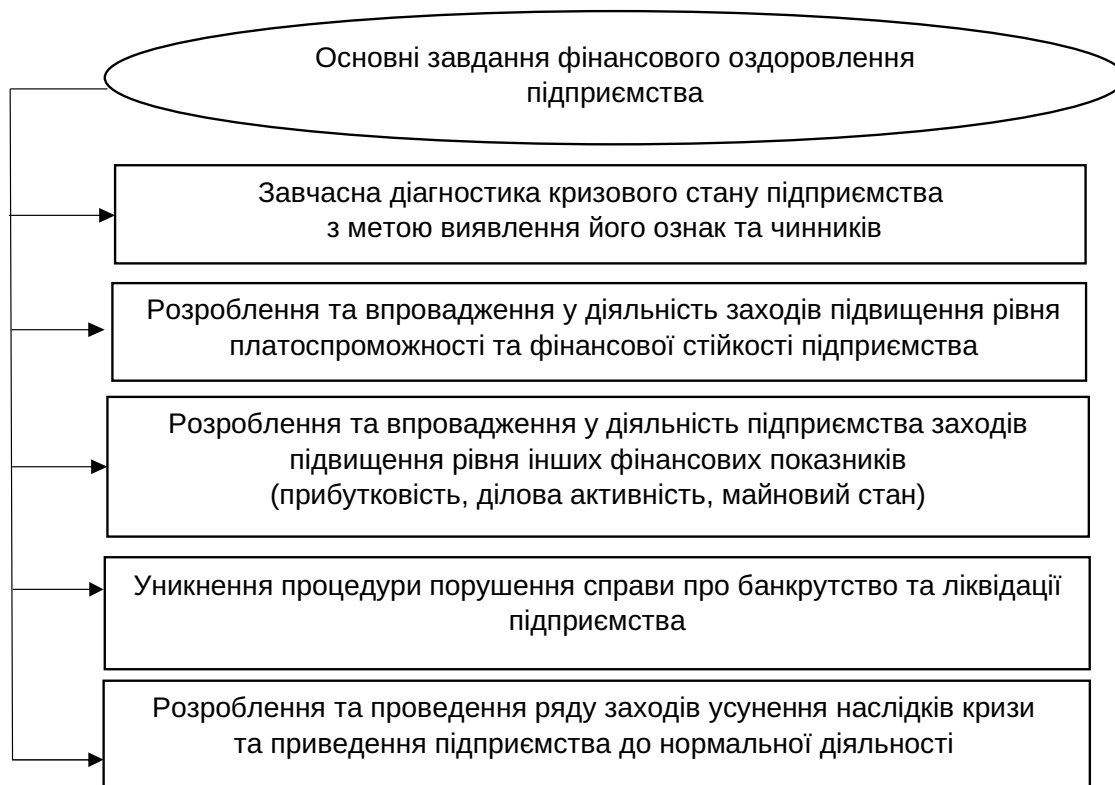 Основні завдання фінансового оздоровлення
підприємства
Завчасна діагностика кризового стану підприємства
з метою виявлення його ознак та чинників
Розроблення та впровадження у діяльність заходів підвищення рівня
платоспроможності та фінансової стійкості підприємства
Розроблення та впровадження у діяльність підприємства заходів
підвищення рівня інших фінансових показників
(прибутковість, ділова активність, майновий стан)
Уникнення процедури порушення справи про банкрутство та ліквідації
підприємства
Розроблення та проведення ряду заходів усунення наслідків кризи
та приведення підприємства до нормальної діяльності